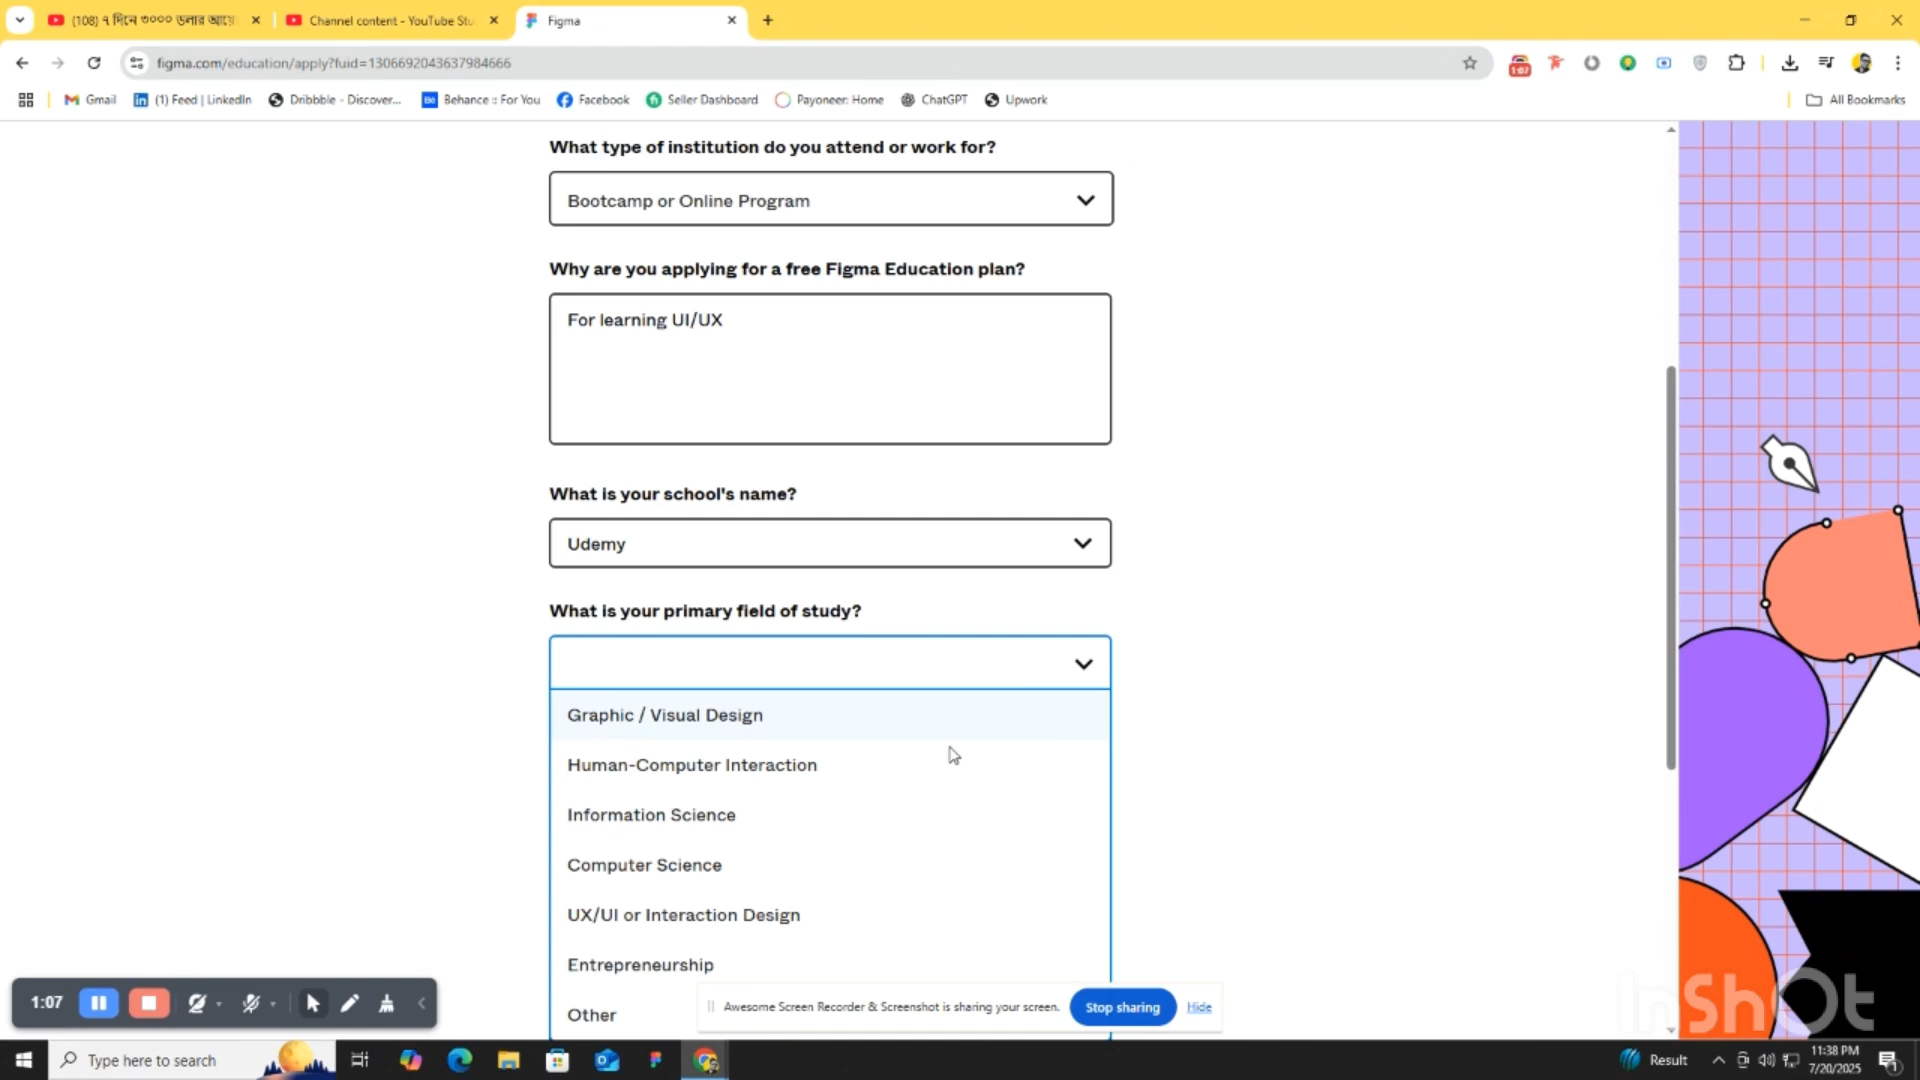 (108) ৭ দিনে ৩০০০ ডলার আয়ে
Channel content - YouTube Stu
Figma
figma.com/education/apply?fuid=1306692043637984666
1:07
Gmail
(1) Feed | LinkedIn
Dribbble - Discover...
Behance :: For You
Facebook
Seller Dashboard
Payoneer: Home
ChatGPT
Upwork
All Bookmarks
What type of institution do you attend or work for?
Bootcamp or Online Program
Why are you applying for a free Figma Education plan?
For learning UI/UX
What is your school's name?
Udemy
What is your primary field of study?
Graphic / Visual Design
Human-Computer Interaction
Information Science
Computer Science
UX/UI or Interaction Design
Entrepreneurship
Other
1:07
Awesome Screen Recorder & Screenshot is sharing your screen.
Stop sharing
Hide
InShOt
Type here to search
Result
11:38 PM
7/20/2025
1